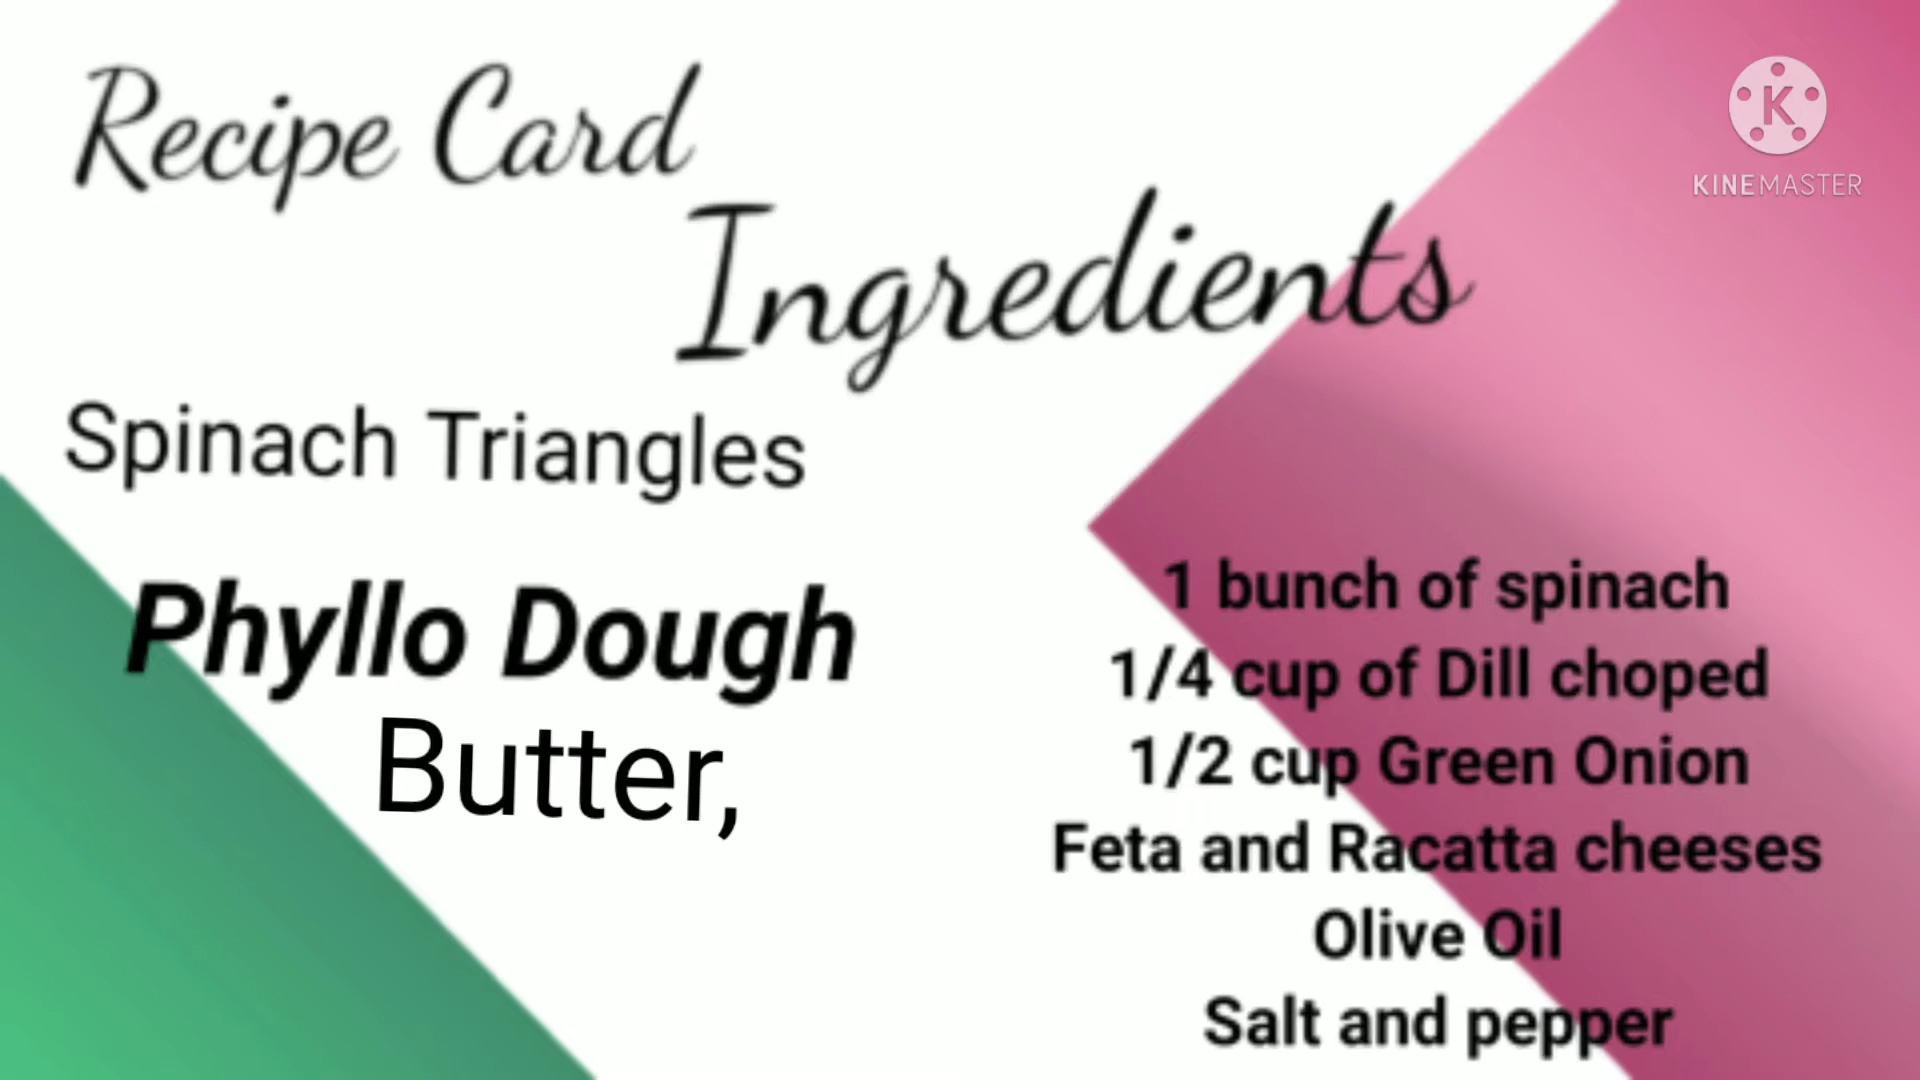 Recipe Card
Ingredients
Spinach Triangles
Phyllo Dough
Butter,
1 bunch of spinach
1/4 cup of Dill choped
1/2 cup Green Onion
Feta and Racatta cheeses
Olive Oil
Salt and pepper
K
KINEMASTER